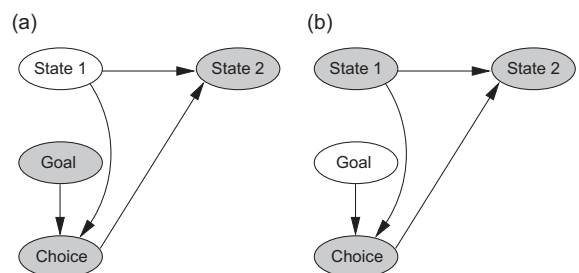 (a)
State 1
State 2
Goal
Choice
(b)
State 1
State 2
Goal
Choice